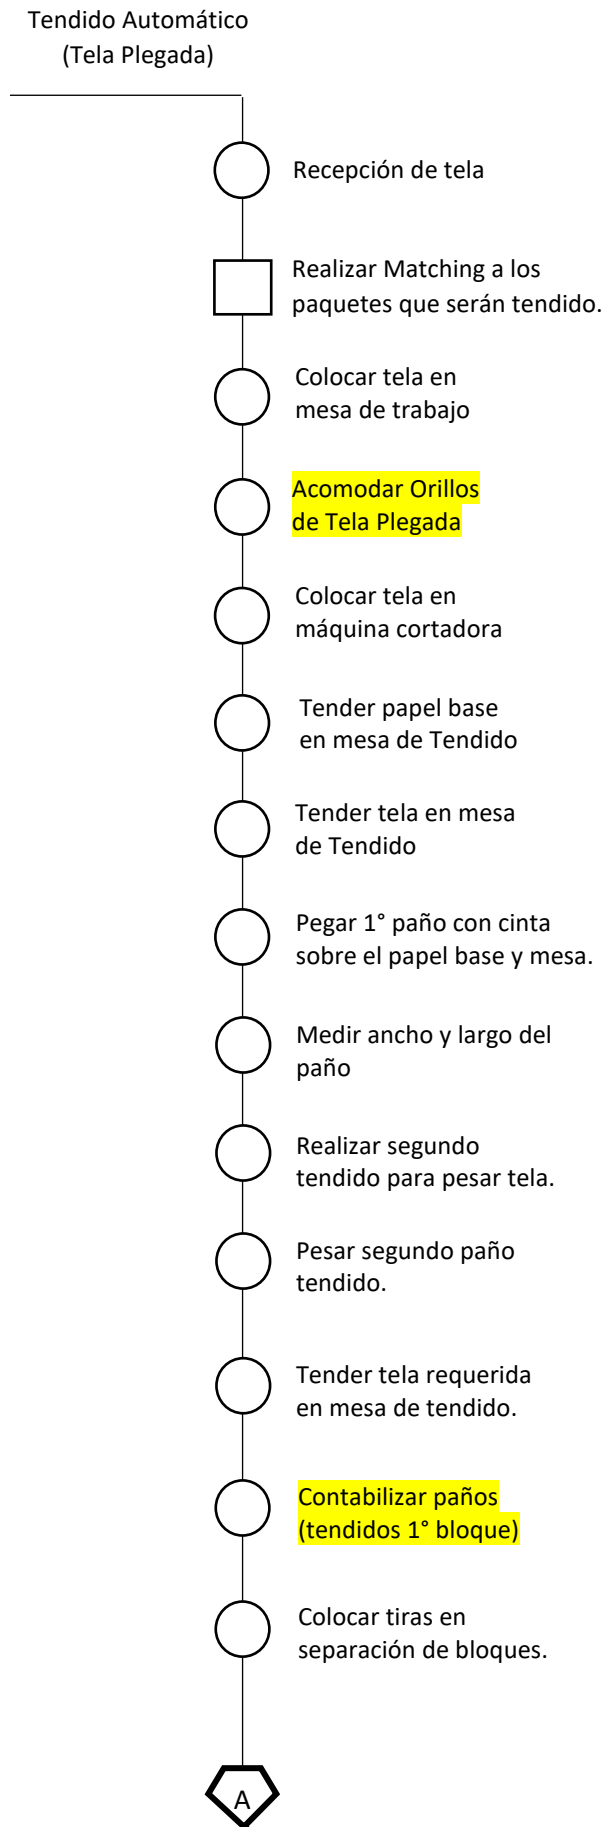 Tendido Automático
(Tela Plegada)
Recepción de tela
Realizar Matching a los
paquetes que serán tendido.
Colocar tela en
mesa de trabajo
Acomodar Orillos
de Tela Plegada
Colocar tela en
máquina cortadora
Tender papel base
en mesa de Tendido
Tender tela en mesa
de Tendido
Pegar 1° paño con cinta
sobre el papel base y mesa.
Medir ancho y largo del
paño
Realizar segundo
tendido para pesar tela.
Pesar segundo paño
tendido.
Tender tela requerida
en mesa de tendido.
Contabilizar paños
(tendidos 1° bloque)
Colocar tiras en
separación de bloques.
A